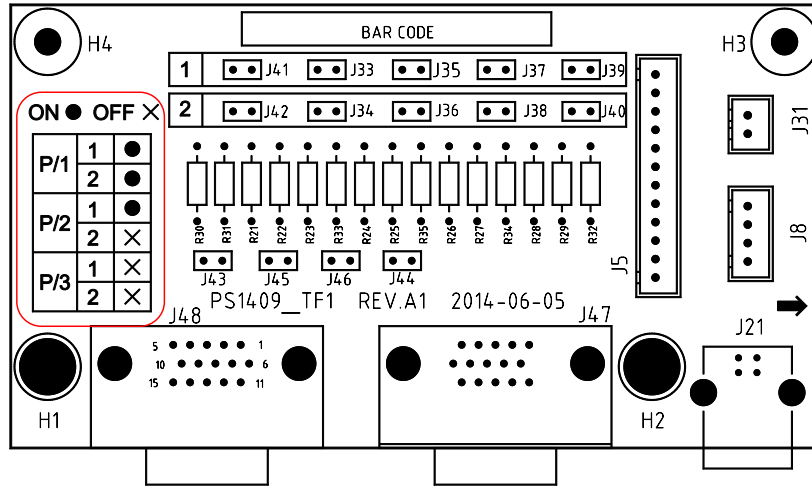 BAR CODE
H4
H3
1 J41 J33 J35 J37 J39
2 J42 J34 J36 J38 J40
J31
ON OFF
P/1 1
2
P/2 1
2
P/3 1
2
R30 R31 R21 R22 R23 R33 R24 R25 R35 R26 R27 R34 R28 R29 R32
J5
J8
J43 J45 J46 J44
PS1409__TF1 REV.A1 2014-06-05
J48
J47
J21
5 1
10 6
15 11
H1
H2